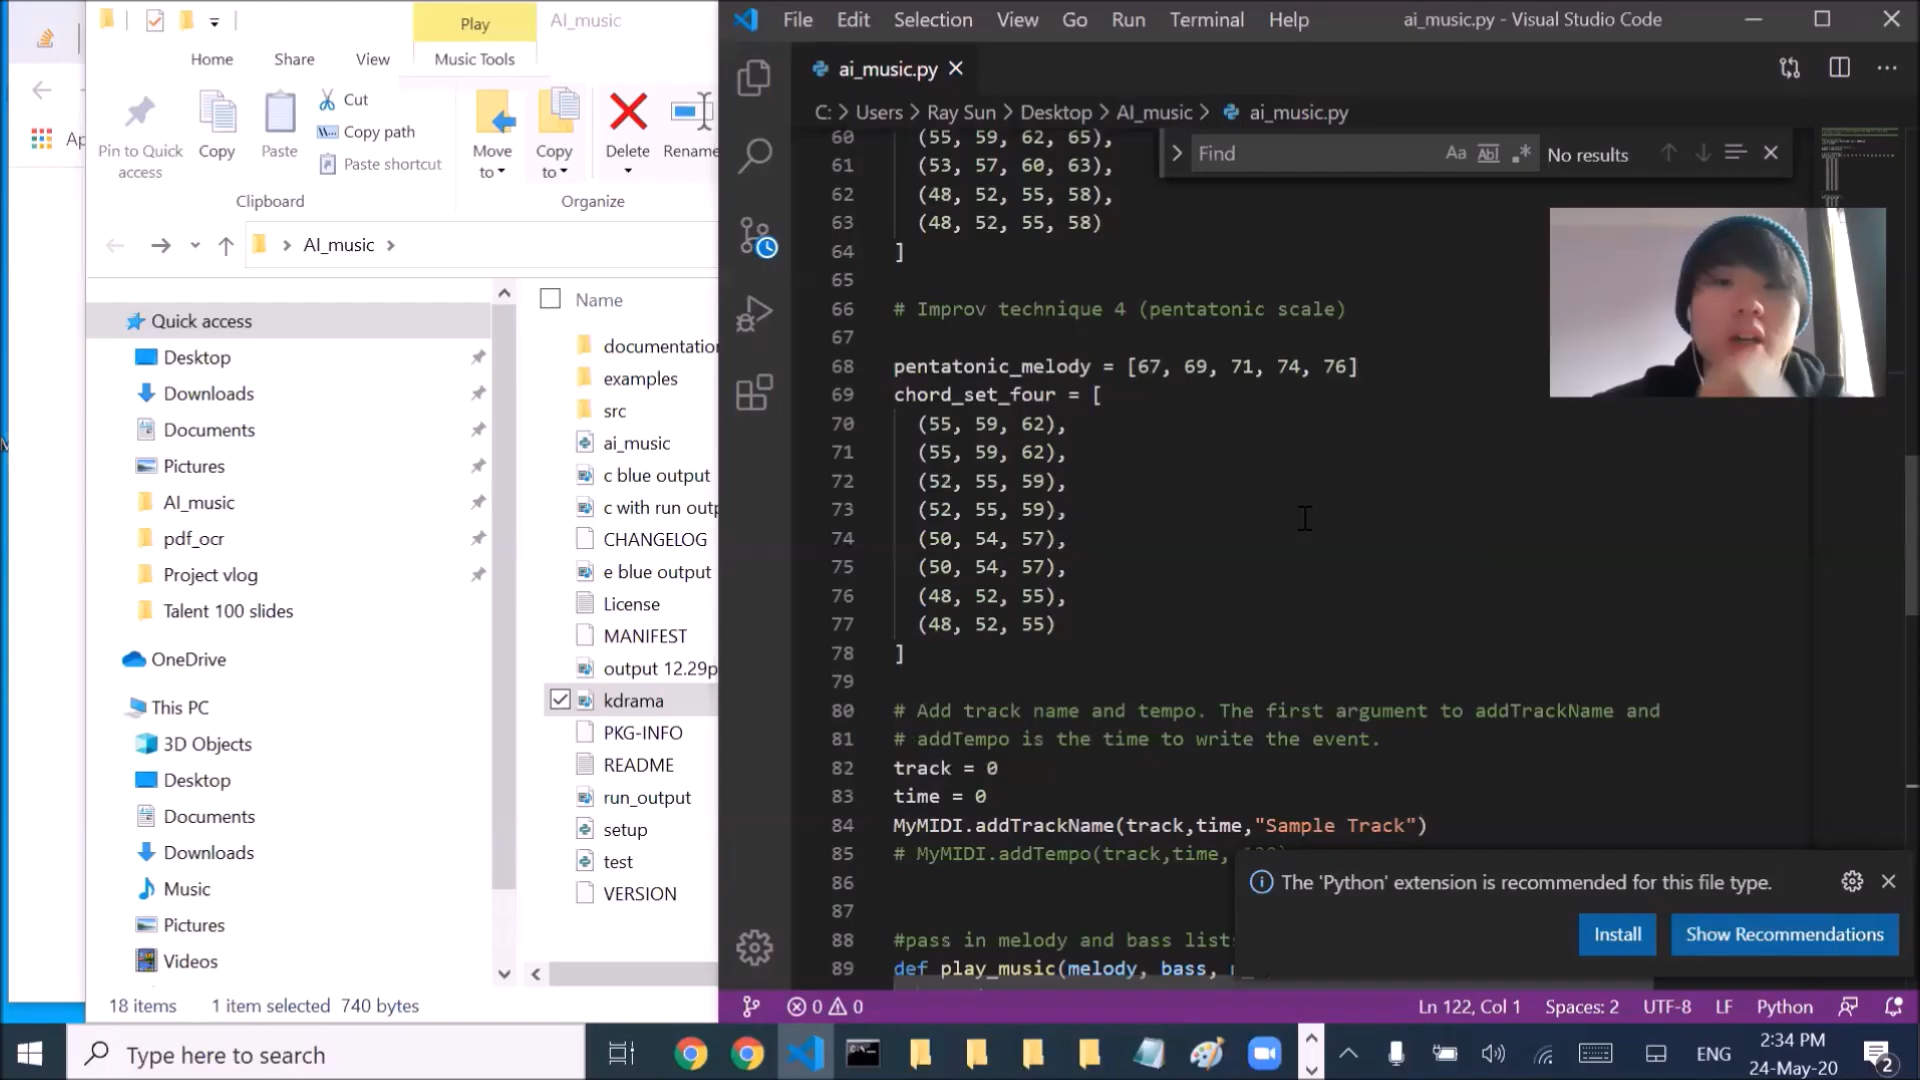 Play
AI_music
Home
Share
View
Music Tools
Pin to Quick access
Copy
Paste
Cut
Copy path
Paste shortcut
Clipboard
Move to
Copy to
Delete
Rename
Organize
AI_music
Name
Quick access
Desktop
Downloads
Documents
Pictures
AI_music
pdf_ocr
Project vlog
Talent 100 slides
OneDrive
This PC
3D Objects
Desktop
Documents
Downloads
Music
Pictures
Videos
documentation
examples
src
ai_music
c blue output
c with run outp
CHANGELOG
e blue output
License
MANIFEST
output 12.29p
kdrama
PKG-INFO
README
run_output
setup
test
VERSION
18 items 1 item selected 740 bytes
File Edit Selection View Go Run Terminal Help
ai_music.py - Visual Studio Code
ai_music.py
C: > Users > Ray Sun > Desktop > AI_music > ai_music.py
Find
Aa Abl .*
No results
60 (55, 59, 62, 65),
61 (53, 57, 60, 63),
62 (48, 52, 55, 58),
63 (48, 52, 55, 58)
64 ]
65
66 # Improv technique 4 (pentatonic scale)
67
68 pentatonic_melody = [67, 69, 71, 74, 76]
69 chord_set_four = [
70 (55, 59, 62),
71 (55, 59, 62),
72 (52, 55, 59),
73 (52, 55, 59),
74 (50, 54, 57),
75 (50, 54, 57),
76 (48, 52, 55),
77 (48, 52, 55)
78 ]
79
80 # Add track name and tempo. The first argument to addTrackName and
81 # addTempo is the time to write the event.
82 track = 0
83 time = 0
84 MyMIDI.addTrackName(track,time,"Sample Track")
85 # MyMIDI.addTempo(track,time,
86
87
88 #pass in melody and bass lists
89 def play_music(melody, bass,
The 'Python' extension is recommended for this file type.
Install
Show Recommendations
0 0
Ln 122, Col 1 Spaces: 2 UTF-8 LF Python
Type here to search
ENG
2:34 PM
24-May-20
2